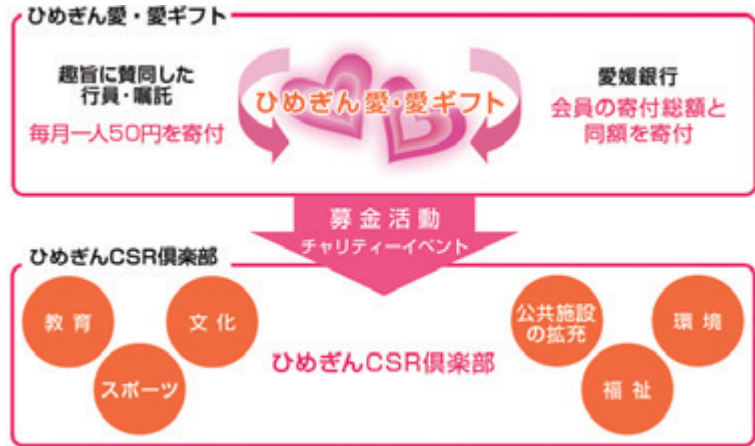 ひめぎん愛・愛ギフト
趣旨に賛同した
行員・嘱託
毎月一人50円を寄付
ひめぎん愛・愛ギフト
愛媛銀行
会員の寄付総額と
同額を寄付
募金活動
チャリティーイベント
ひめぎんCSR倶楽部
教育
文化
スポーツ
ひめぎんCSR倶楽部
公共施設
の拡充
環境
福祉